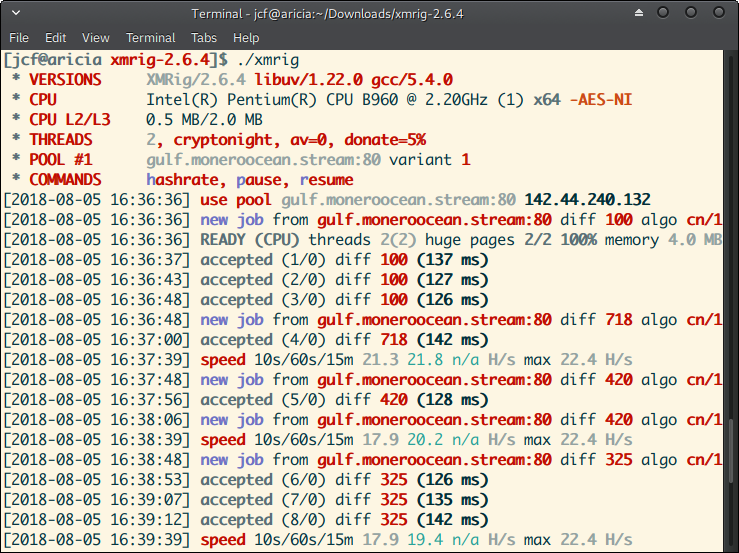 Terminal - jcf@aricia:~/Downloads/xmrig-2.6.4
File Edit View Terminal Tabs Help
[jcf@aricia xmrig-2.6.4]$ ./xmrig
* VERSIONS XMRig/2.6.4 libuv/1.22.0 gcc/5.4.0
* CPU Intel(R) Pentium(R) CPU B960 @ 2.20GHz (1) x64 -AES-NI
* CPU L2/L3 0.5 MB/2.0 MB
* THREADS 2, cryptonight, av=0, donate=5%
* POOL #1 gulf.moneroocean.stream:80 variant 1
* COMMANDS hashrate, pause, resume
[2018-08-05 16:36:36] use pool gulf.moneroocean.stream:80 142.44.240.132
[2018-08-05 16:36:36] new job from gulf.moneroocean.stream:80 diff 100 algo cn/1
[2018-08-05 16:36:36] READY (CPU) threads 2(2) huge pages 2/2 100% memory 4.0 MB
[2018-08-05 16:36:37] accepted (1/0) diff 100 (137 ms)
[2018-08-05 16:36:43] accepted (2/0) diff 100 (127 ms)
[2018-08-05 16:36:48] accepted (3/0) diff 100 (126 ms)
[2018-08-05 16:36:48] new job from gulf.moneroocean.stream:80 diff 718 algo cn/1
[2018-08-05 16:37:00] accepted (4/0) diff 718 (142 ms)
[2018-08-05 16:37:39] speed 10s/60s/15m 21.3 21.8 n/a H/s max 22.4 H/s
[2018-08-05 16:37:48] new job from gulf.moneroocean.stream:80 diff 420 algo cn/1
[2018-08-05 16:37:56] accepted (5/0) diff 420 (128 ms)
[2018-08-05 16:38:06] new job from gulf.moneroocean.stream:80 diff 420 algo cn/1
[2018-08-05 16:38:39] speed 10s/60s/15m 17.9 20.2 n/a H/s max 22.4 H/s
[2018-08-05 16:38:48] new job from gulf.moneroocean.stream:80 diff 325 algo cn/1
[2018-08-05 16:38:53] accepted (6/0) diff 325 (126 ms)
[2018-08-05 16:39:07] accepted (7/0) diff 325 (135 ms)
[2018-08-05 16:39:12] accepted (8/0) diff 325 (142 ms)
[2018-08-05 16:39:39] speed 10s/60s/15m 17.9 19.4 n/a H/s max 22.4 H/s